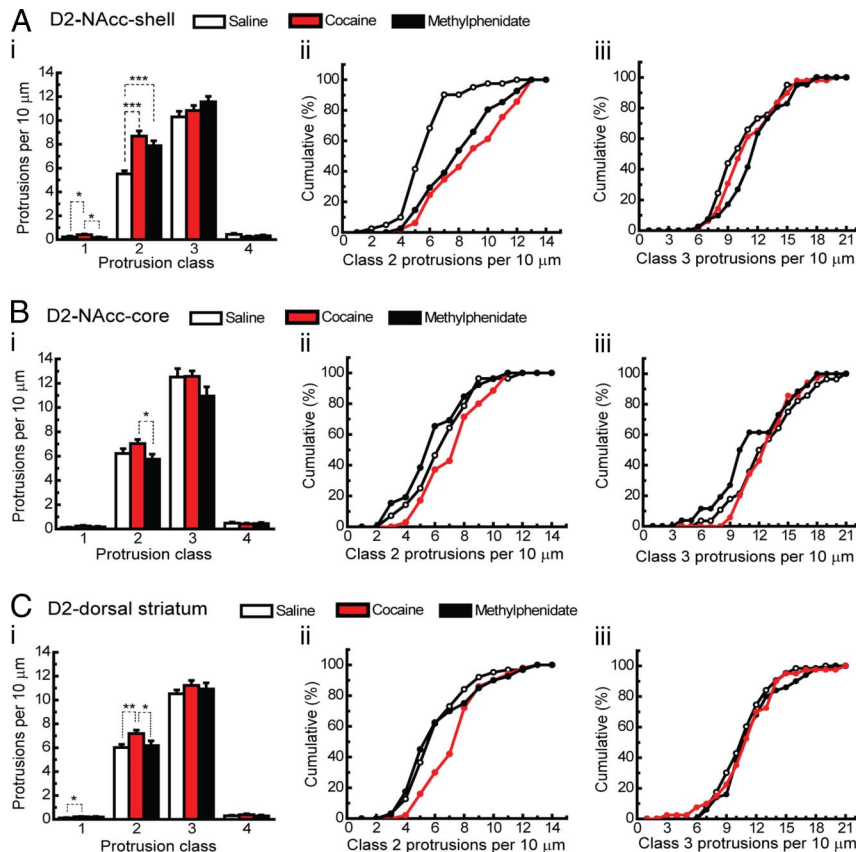 A D2-NAcc-shell Saline Cocaine Methylphenidate
i
Protrusions per 10 μm
14
12
10
8
6
4
2
0
***
***
*
*
1 2 3 4
Protrusion class
ii
Cumulative (%)
100
80
60
40
20
0
0 2 4 6 8 10 12 14
Class 2 protrusions per 10 μm
iii
Cumulative (%)
100
80
60
40
20
0
0 3 6 9 12 15 18 21
Class 3 protrusions per 10 μm
B D2-NAcc-core Saline Cocaine Methylphenidate
i
Protrusions per 10 μm
14
12
10
8
6
4
2
0
*
1 2 3 4
Protrusion class
ii
Cumulative (%)
100
80
60
40
20
0
0 2 4 6 8 10 12 14
Class 2 protrusions per 10 μm
iii
Cumulative (%)
100
80
60
40
20
0
0 3 6 9 12 15 18 21
Class 3 protrusions per 10 μm
C D2-dorsal striatum Saline Cocaine Methylphenidate
i
Protrusions per 10 μm
14
12
10
8
6
4
2
0
** *
*
1 2 3 4
Protrusion class
ii
Cumulative (%)
100
80
60
40
20
0
0 2 4 6 8 10 12 14
Class 2 protrusions per 10 μm
iii
Cumulative (%)
100
80
60
40
20
0
0 3 6 9 12 15 18 21
Class 3 protrusions per 10 μm